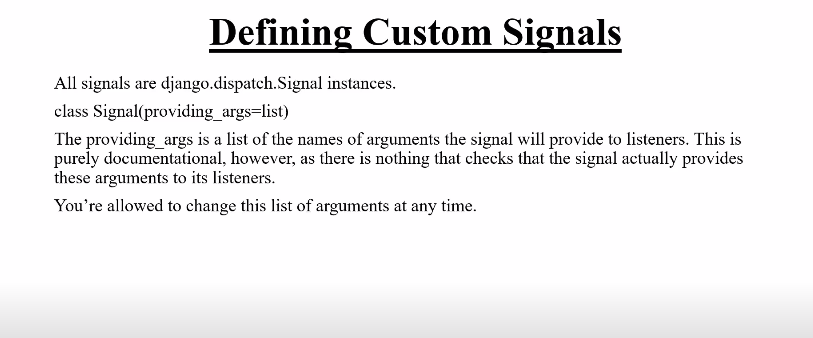 Defining Custom Signals
All signals are django.dispatch.Signal instances.
class Signal(providing_args=list)
The providing_args is a list of the names of arguments the signal will provide to listeners. This is
purely documentational, however, as there is nothing that checks that the signal actually provides
these arguments to its listeners.
You’re allowed to change this list of arguments at any time.